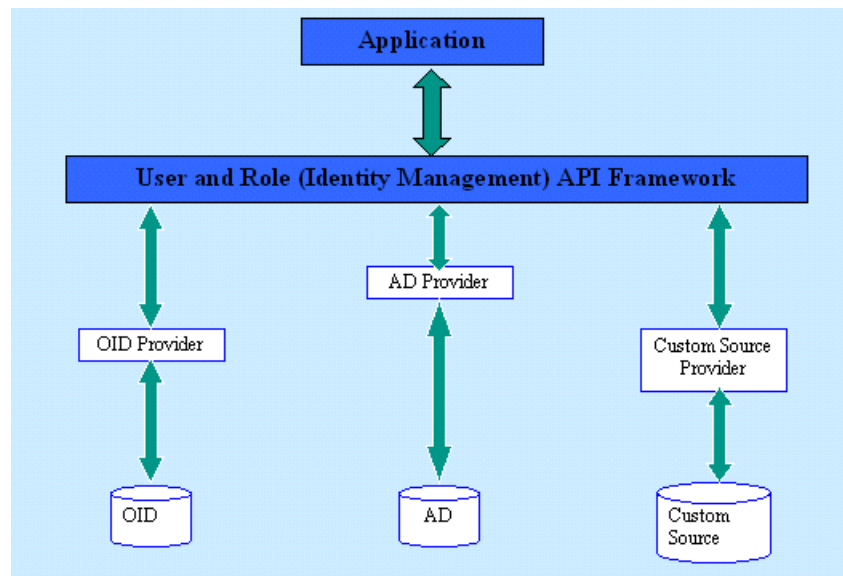 Application
User and Role (Identity Management) API Framework
AD Provider
OID Provider
Custom Source
Provider
OID
AD
Custom
Source